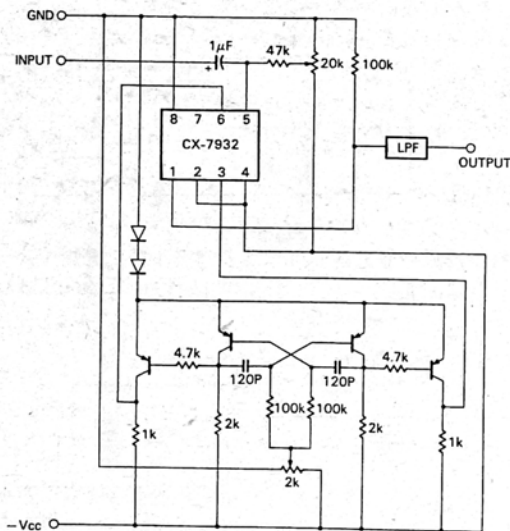 GND
1μF
INPUT
47k
20k
100k
8 7 6 5
CX-7932
1 2 3 4
LPF
OUTPUT
4.7k
120P
120P
4.7k
100k
100k
1k
2k
2k
1k
2k
-Vcc